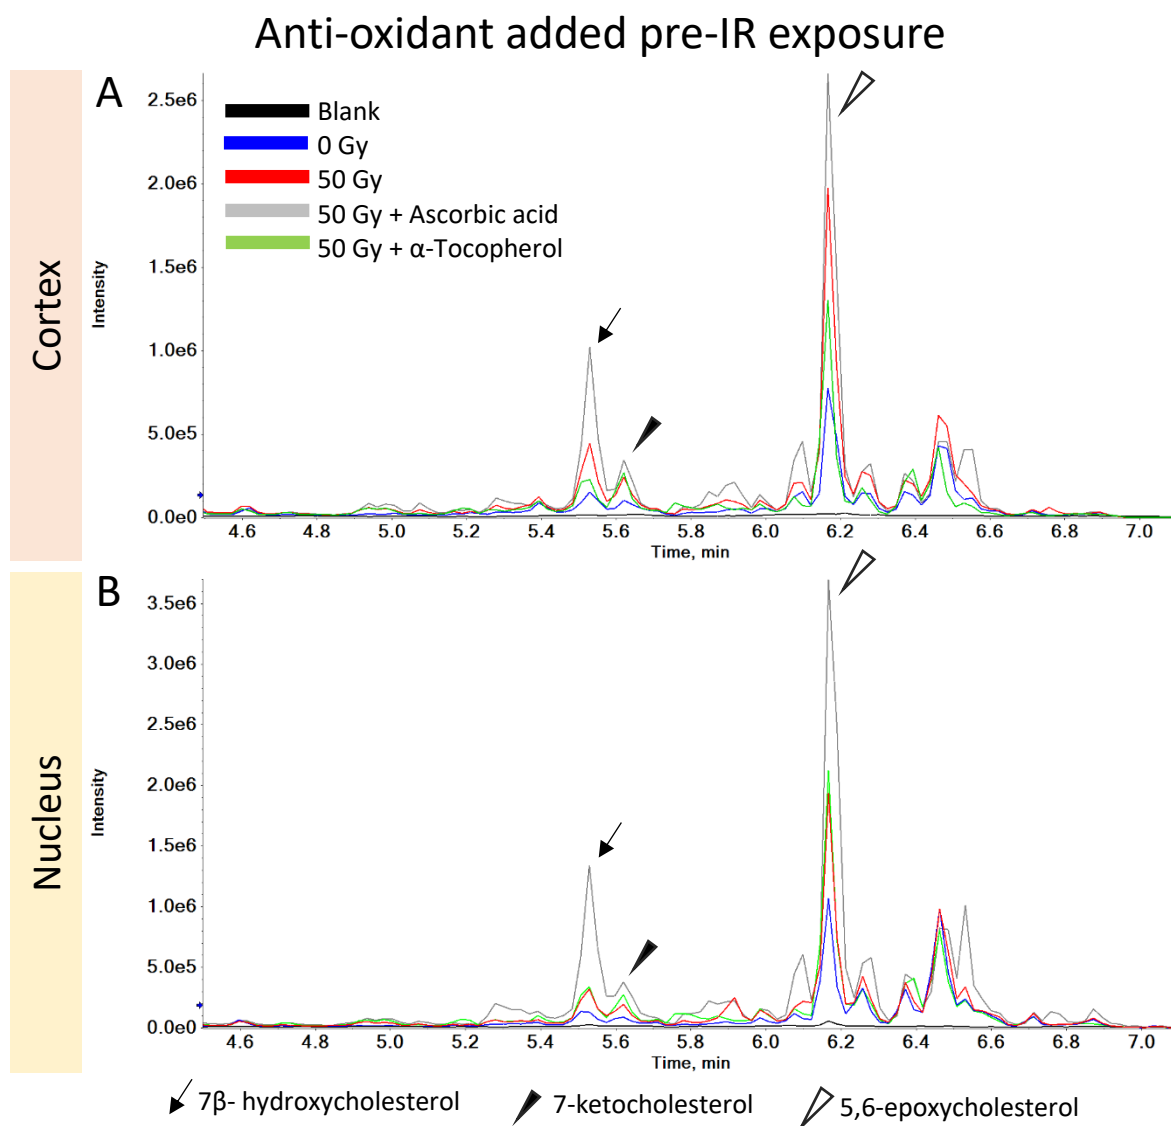 Anti-oxidant added pre-IR exposure
Cortex
A
Blank
0 Gy
50 Gy
50 Gy + Ascorbic acid
50 Gy + α-Tocopherol
Intensity
2.5e6
2.0e6
1.5e6
1.0e6
5.0e5
0.0e0
4.6 4.8 5.0 5.2 5.4 5.6 5.8 6.0 6.2 6.4 6.6 6.8 7.0
Time, min
Nucleus
B
Intensity
3.5e6
3.0e6
2.5e6
2.0e6
1.5e6
1.0e6
5.0e5
0.0e0
4.6 4.8 5.0 5.2 5.4 5.6 5.8 6.0 6.2 6.4 6.6 6.8 7.0
Time, min
7β- hydroxycholesterol 7-ketocholesterol 5,6-epoxycholesterol